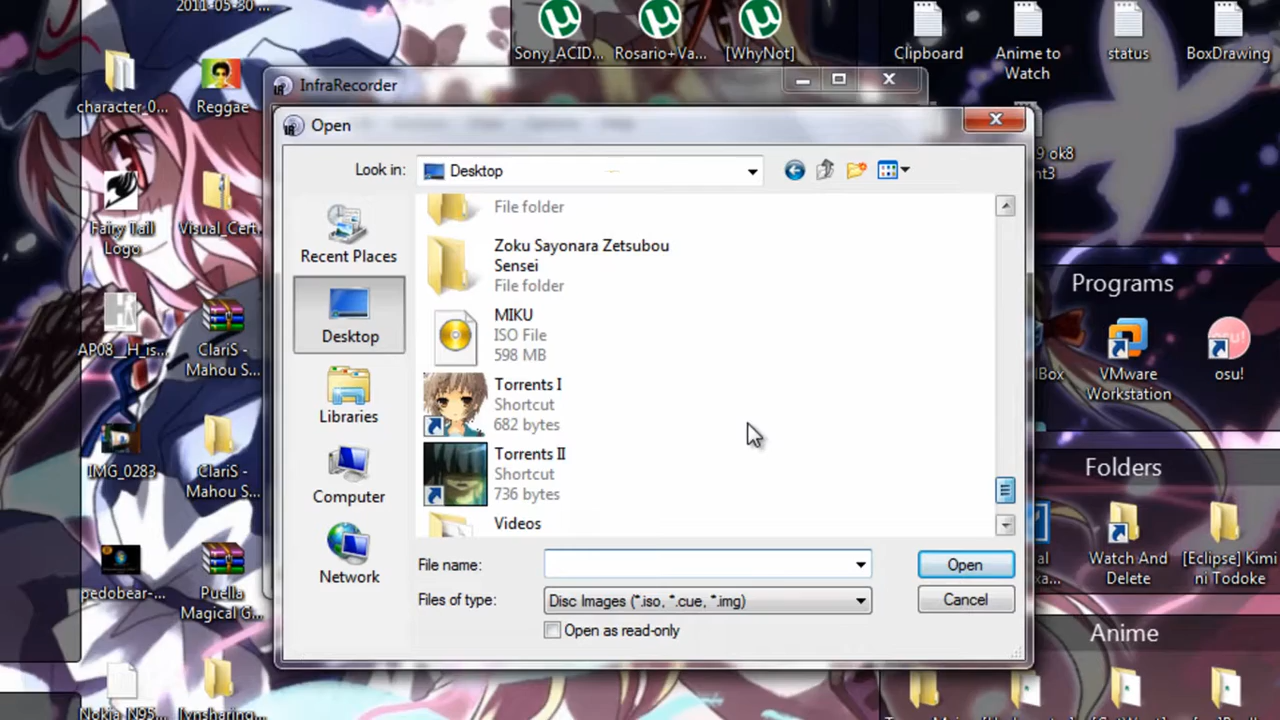 2011-05-30 ...
Sony_ACID...
Rosario+Va...
[WhyNot]
Clipboard
Anime to
Watch
status
BoxDrawing
character_0...
Reggae
InfraRecorder
Open
Look in:
Desktop
Recent Places
Desktop
Libraries
Computer
Network
File folder
Zoku Sayonara Zetsubou
Sensei
File folder
MIKU
ISO File
598 MB
Torrents I
Shortcut
682 bytes
Torrents II
Shortcut
736 bytes
Videos
File name:
Open
Files of type:
Disc Images (*.iso, *.cue, *.img)
Cancel
Open as read-only
Fairy Tail
Logo
Visual_Cert...
AP08__H_is...
ClariS -
Mahou S...
IMG_0283
ClariS -
Mahou S...
pedobear-...
Puella
Magical G...
Nokia N95...
Programs
VMware
Workstation
osu!
Folders
Watch And
Delete
[Eclipse] Kimi
ni Todoke
Anime